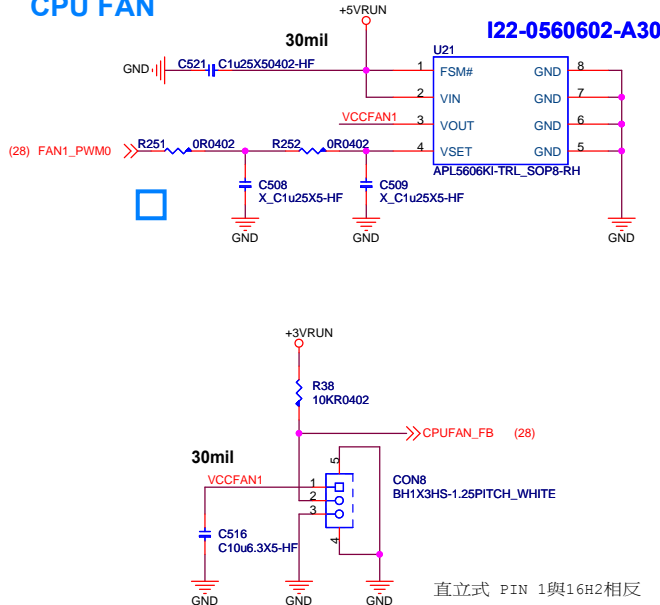 CPU FAN
+5VRUN
I22-0560602-A30
30mil
U21
GND
C521
C1u25X50402-HF
1
FSM#
GND
8
2
VIN
GND
7
VCCFAN1
3
VOUT
GND
6
(28) FAN1_PWM0
R251
0R0402
R252
0R0402
4
VSET
GND
5
APL5606KI-TRL_SOP8-RH
C508
X_C1u25X5-HF
C509
X_C1u25X5-HF
GND
GND
GND
+3VRUN
R38
10KR0402
CPUFAN_FB (28)
30mil
VCCFAN1
5
1
2
3
4
CON8
BH1X3HS-1.25PITCH_WHITE
C516
C10u6.3X5-HF
GND
GND
GND
直立式 PIN 1與16H2相反